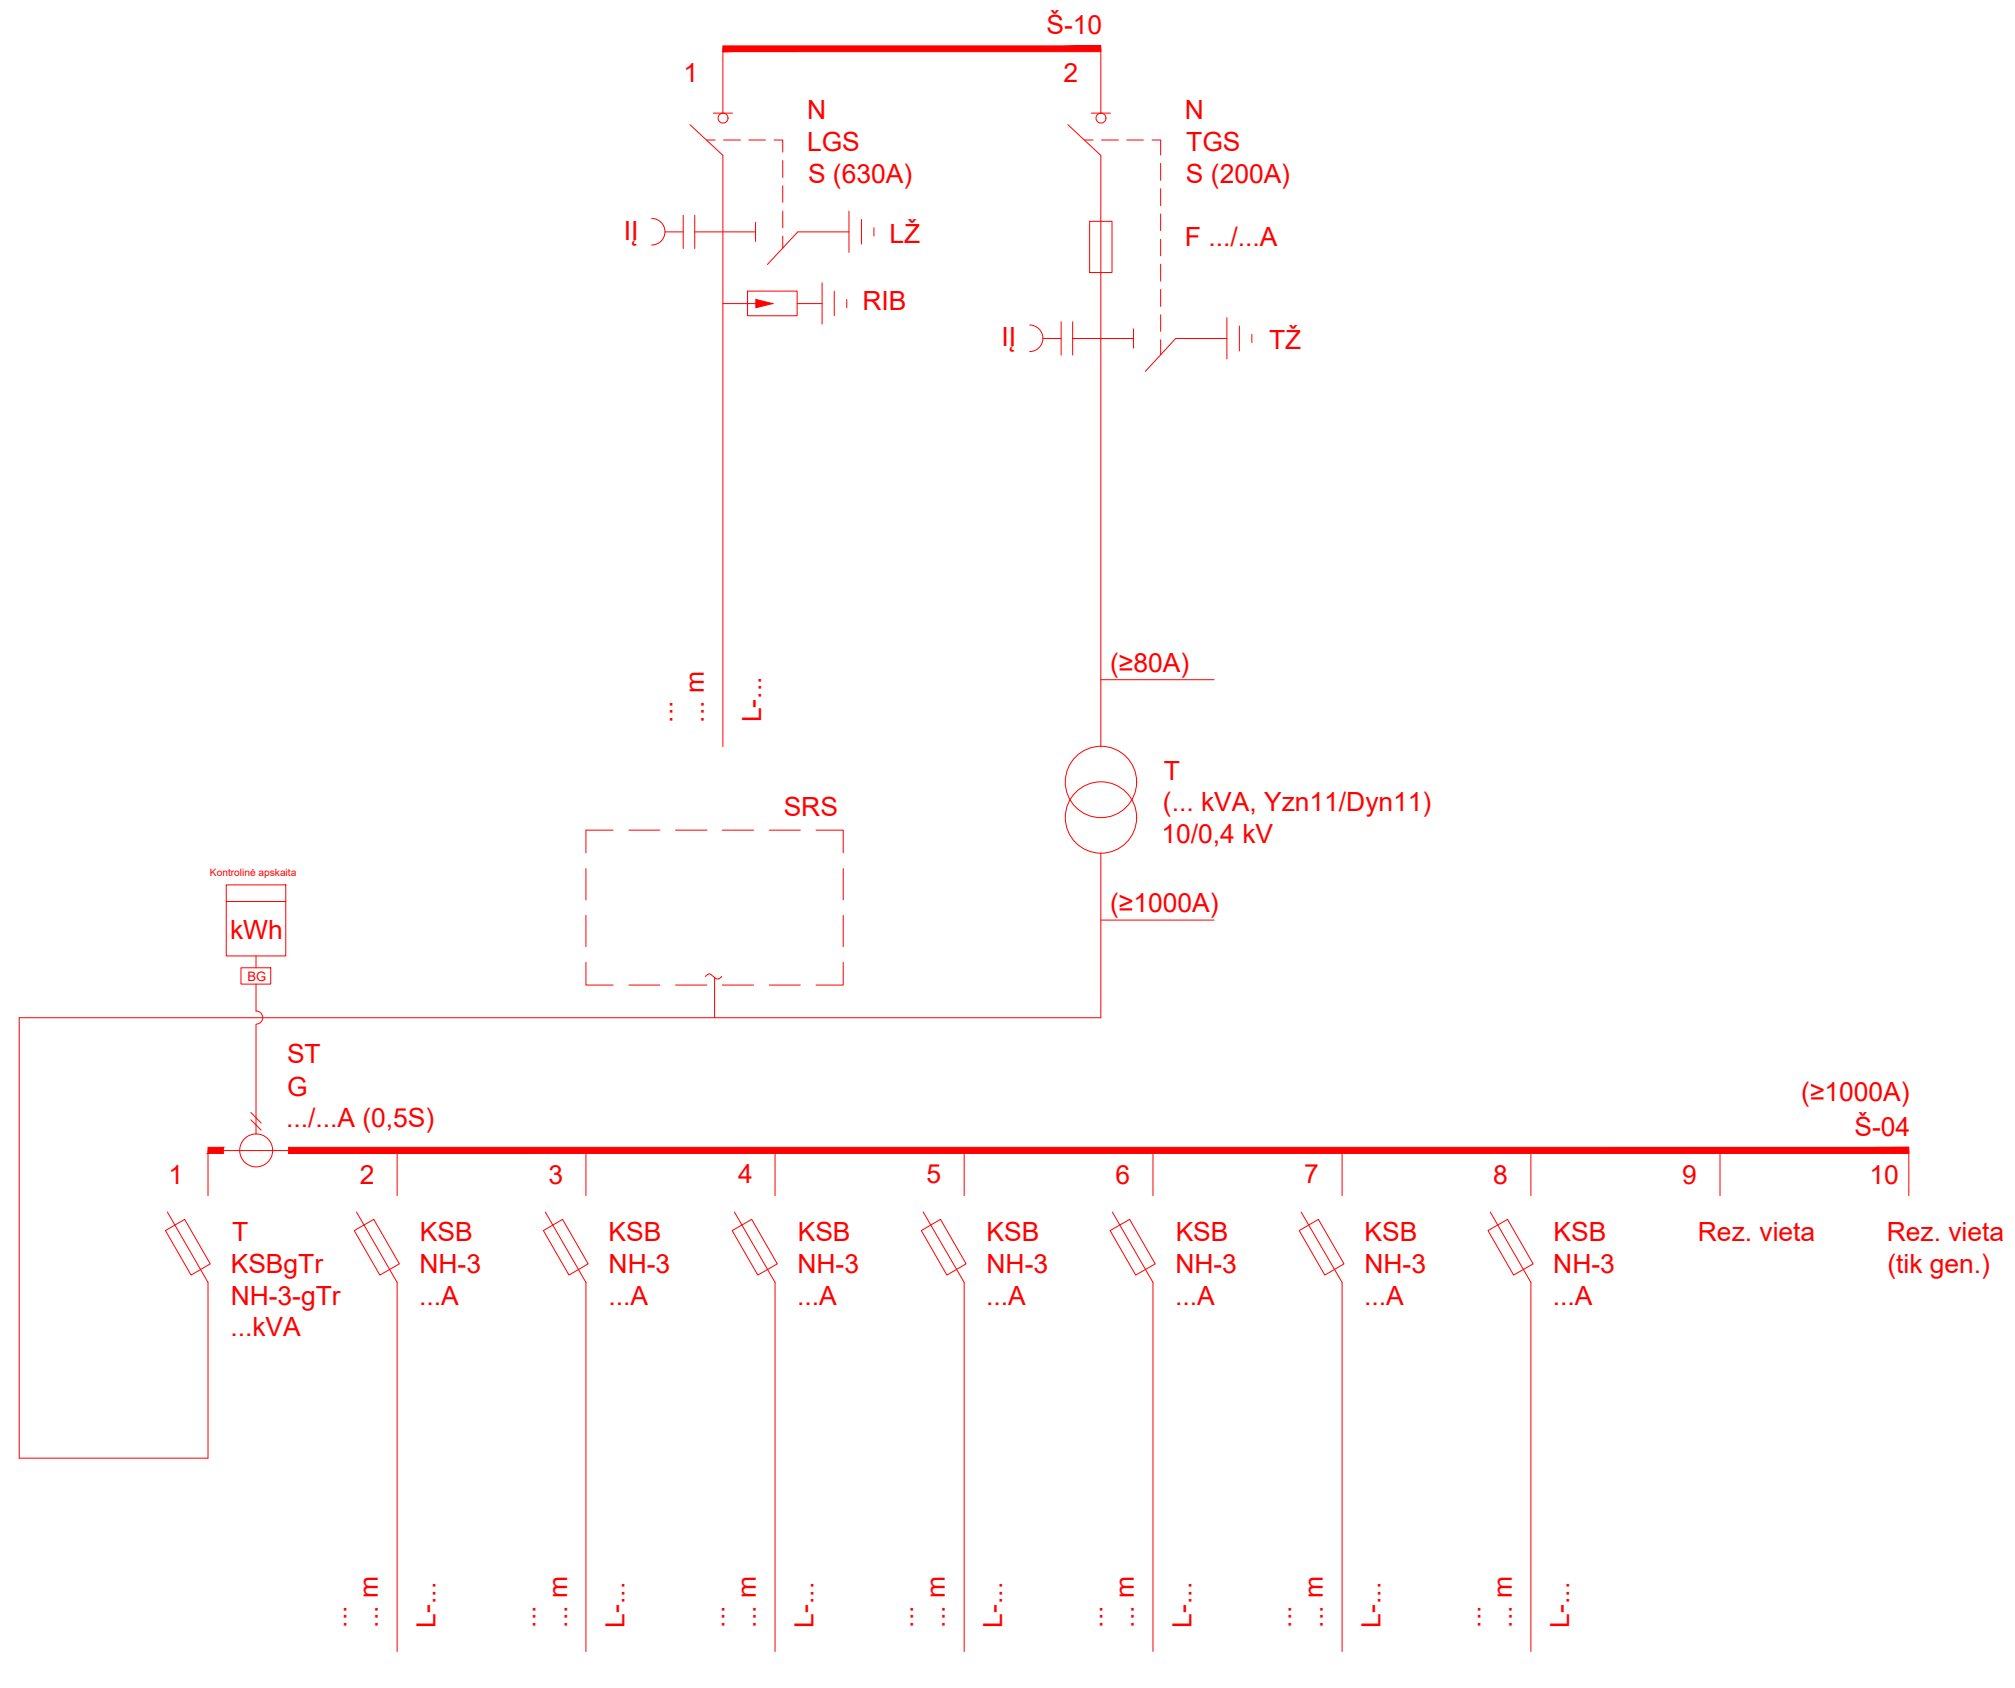 Š-10
1
2
N
LGS
S (630A)
N
TGS
S (200A)
IĮ
LŽ
F .../...A
RIB
IĮ
TŽ
...
... m
L-...
(≥80A)
T
(... kVA, Yzn11/Dyn11)
10/0,4 kV
SRS
Kontrolinė apskaita
kWh
BG
(≥1000A)
ST
G
.../...A (0,5S)
(≥1000A)
Š-04
1
2
3
4
5
6
7
8
9
10
T
KSBgTr
NH-3-gTr
...kVA
KSB
NH-3
...A
KSB
NH-3
...A
KSB
NH-3
...A
KSB
NH-3
...A
KSB
NH-3
...A
KSB
NH-3
...A
KSB
NH-3
...A
Rez. vieta
Rez. vieta
(tik gen.)
...
... m
L-...
...
... m
L-...
...
... m
L-...
...
... m
L-...
...
... m
L-...
...
... m
L-...
...
... m
L-...